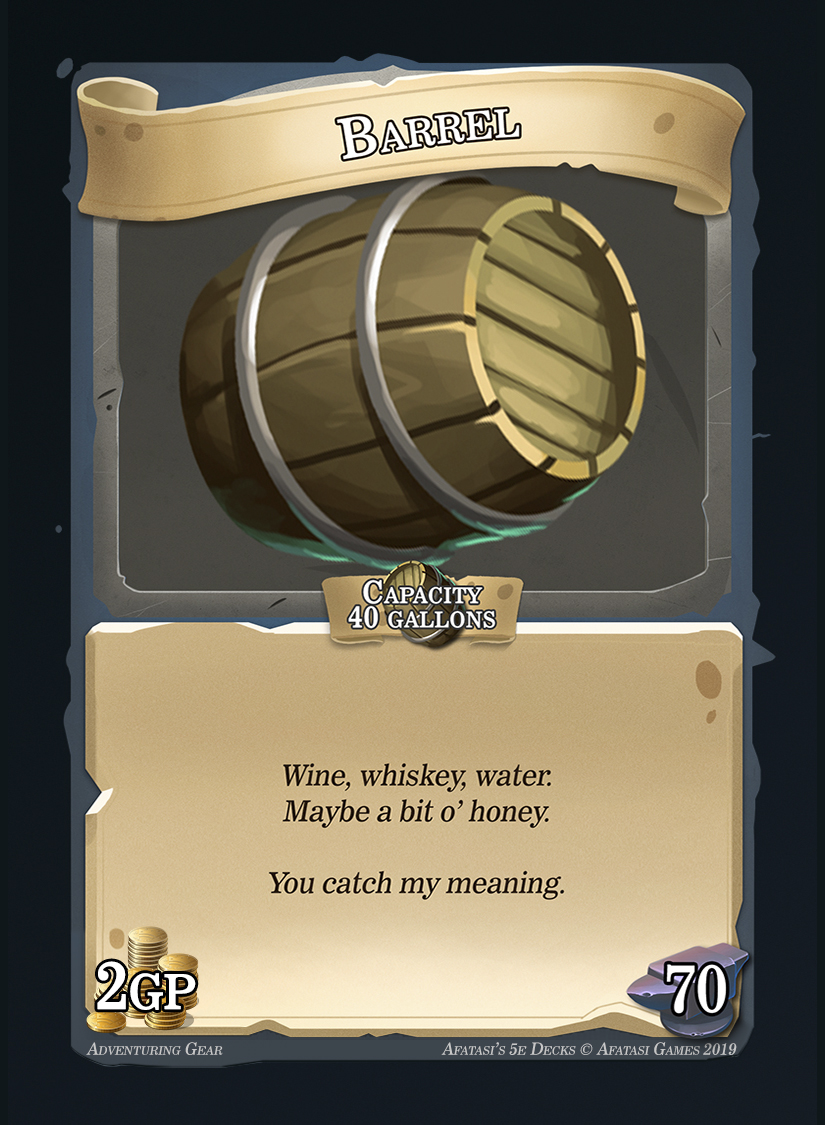 Barrel
Capacity
40 gallons
Wine, whiskey, water.
Maybe a bit o’ honey.
You catch my meaning.
2GP
70
Adventuring Gear
Afatasi's 5e Decks © Afatasi Games 2019